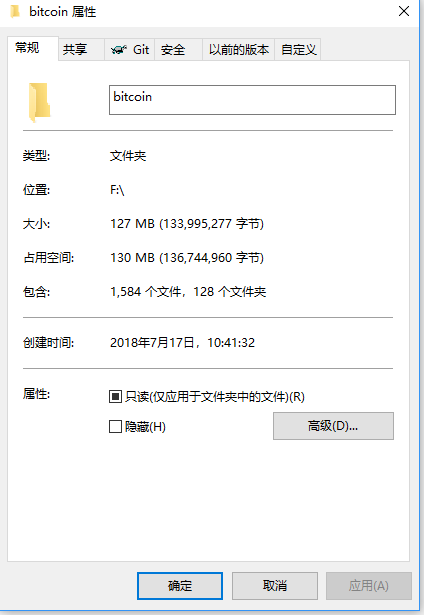 bitcoin 属性
常规 共享 Git 安全 以前的版本 自定义
bitcoin
类型: 文件夹
位置: F:\
大小: 127 MB (133,995,277 字节)
占用空间: 130 MB (136,744,960 字节)
包含: 1,584 个文件，128 个文件夹
创建时间: 2018年7月17日，10:41:32
属性: 只读(仅应用于文件夹中的文件)(R)
隐藏(H) 高级(D)...
确定 取消 应用(A)